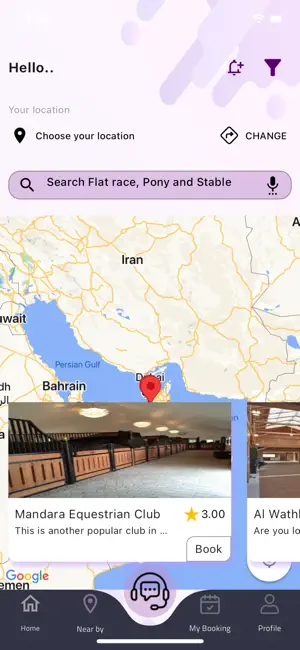 Hello..
Your location
Choose your location
CHANGE
Search Flat race, Pony and Stable
A
Iran
uwait
Persian Gulf
Bahrain
Dubai
dh
الر
Mandara Equestrian Club
3.00
This is another popular club in ...
Book
Al Wathb
Are you lo
Google
emen
Home
Near by
My Booking
Profile